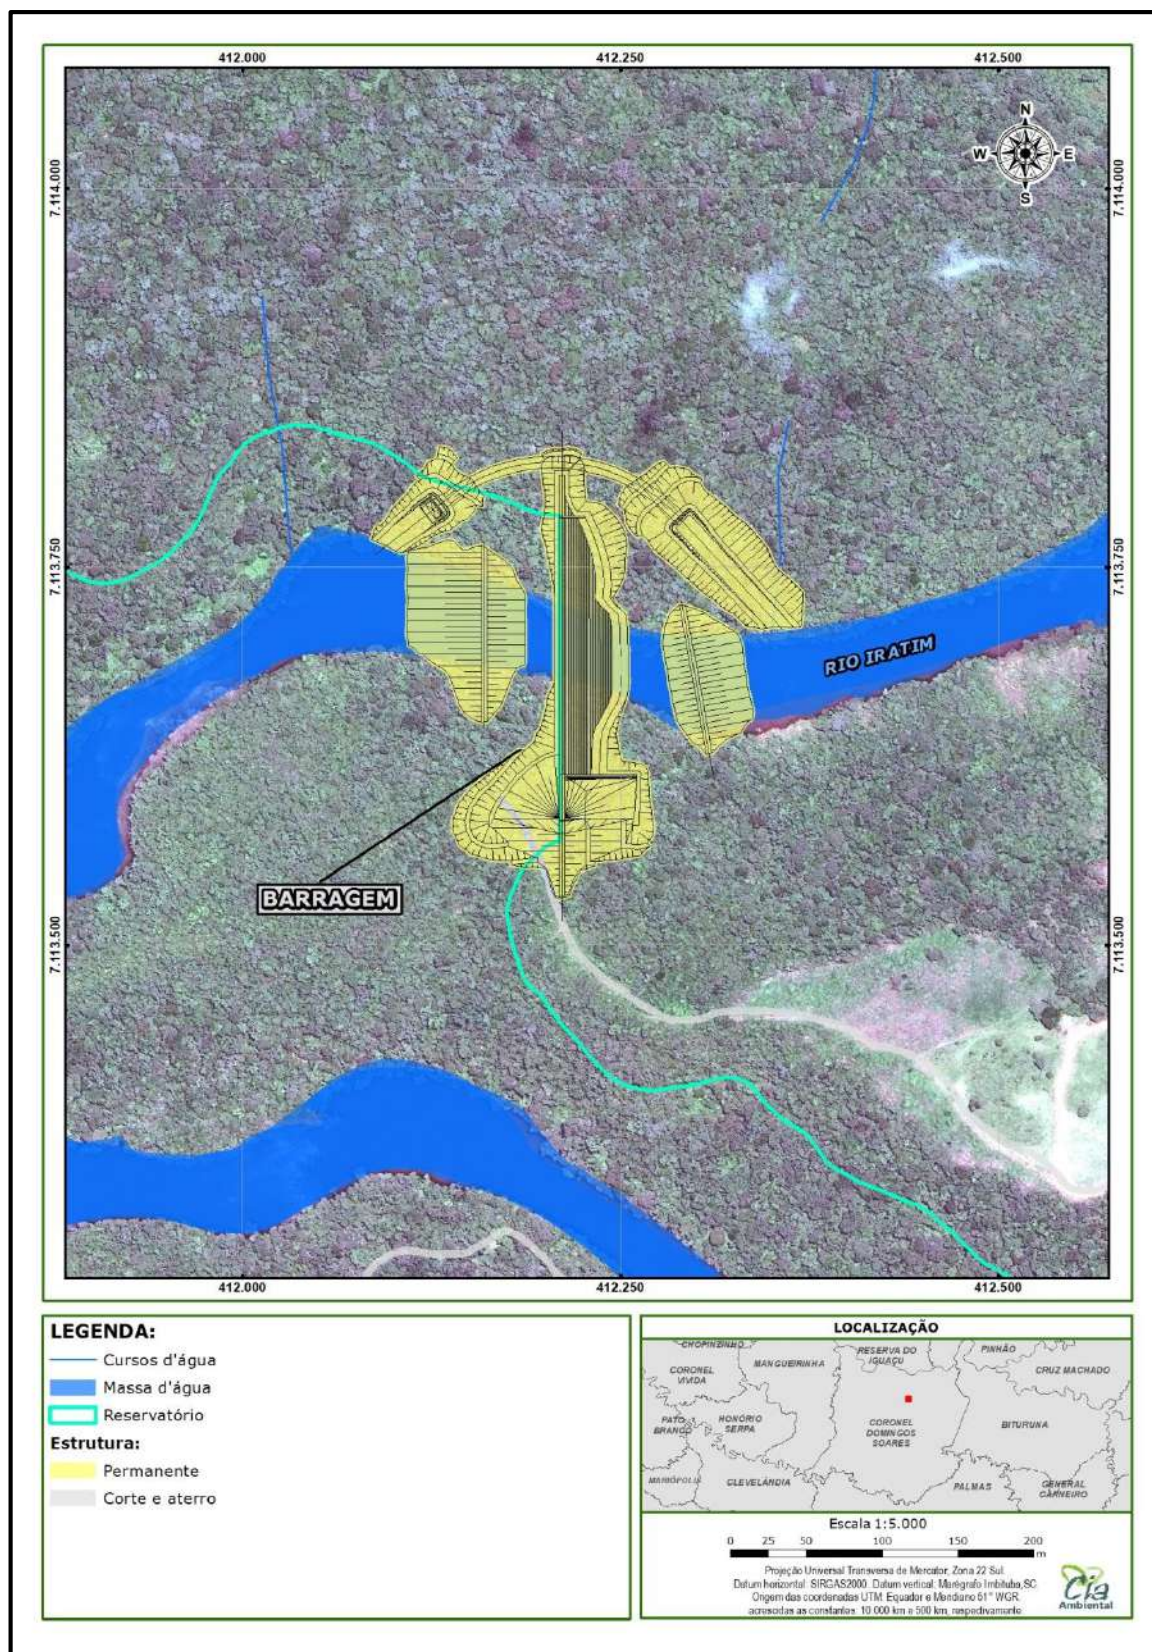 412.000
412.250
412.500
N
W
E
S
7.114.000
7.114.000
7.113.750
7.113.750
RIO IRATIM
BARRAGEM
7.113.500
7.113.500
412.000
412.250
412.500
LEGENDA:
Cursos d'água
Massa d'água
Reservatório
Estrutura:
Permanente
Corte e aterro
LOCALIZAÇÃO
CHOPINZINHO
RESERVA DO
IGUAÇU
PINHÃO
MANGUEIRINHA
CORONEL
VIVIDA
CRUZ MACHADO
PATO
BRANCO
HONÓRIO
SERPA
CORONEL
DOMINGOS
SOARES
BITURUNA
MARIÓPOLI
CLEVELÂNDIA
PALMAS
GENERAL
CARNEIRO
Escala 1:5.000
0 25 50 100 150 200
m
Projeção Universal Transversa de Mercator, Zona 22 Sul.
Datum horizontal: SIRGAS2000. Datum vertical: Marégrafo Imbituba,SC
Origem das coordenadas UTM: Equador e Meridiano 51° WGR.
acrescidas as constantes: 10.000 km e 500 km, respectivamente.
Cia
Ambiental